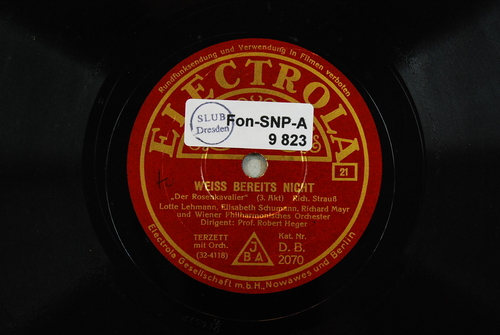 Rundfunksendung und Verwendung in Filmen verboten
ELECTROLA
SLUB
Dresden
Fon-SNP-A
9 823
21
WEISS BEREITS NICHT
„Der Rosenkavalier" (3. Akt) Rich. Strauß
Lotte Lehmann, Elisabeth Schumann, Richard Mayr
und Wiener Philharmonisches Orchester
Dirigent: Prof. Robert Heger
TERZETT
mit Orch.
(32-4118)
J
B A
Kat. Nr.
D. B.
2070
Electrola Gesellschaft m.b.H., Nowawes und Berlin